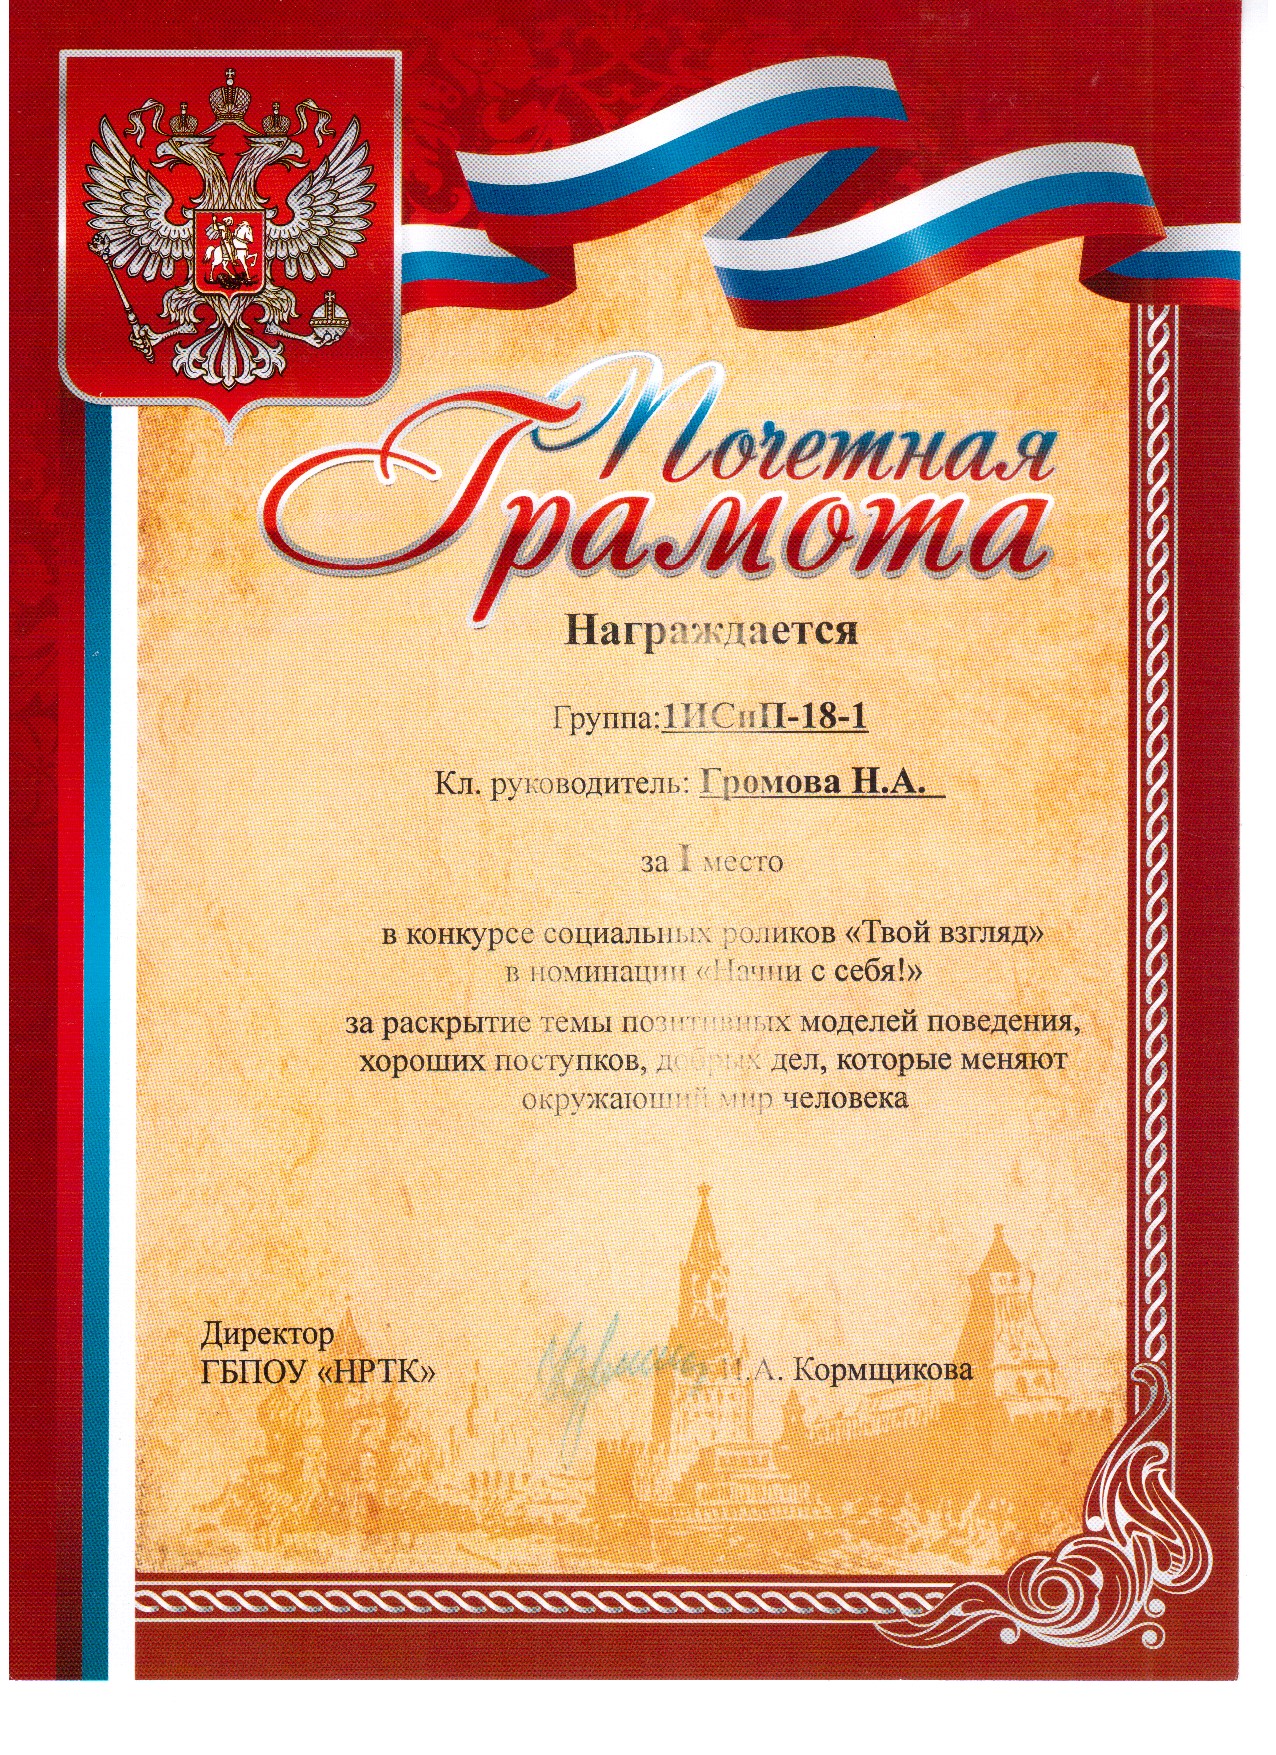 Почетная
Грамота
Награждается
Группа:1ИСиП-18-1
Кл. руководитель: Громова Н.А.
за I место
в конкурсе социальных роликов «Твой взгляд»
в номинации «Начни с себя!»
за раскрытие темы позитивных моделей поведения,
хороших поступков, добрых дел, которые меняют
окружающий мир человека
Директор
ГБПОУ «НРТК» Н.А. Кормщикова